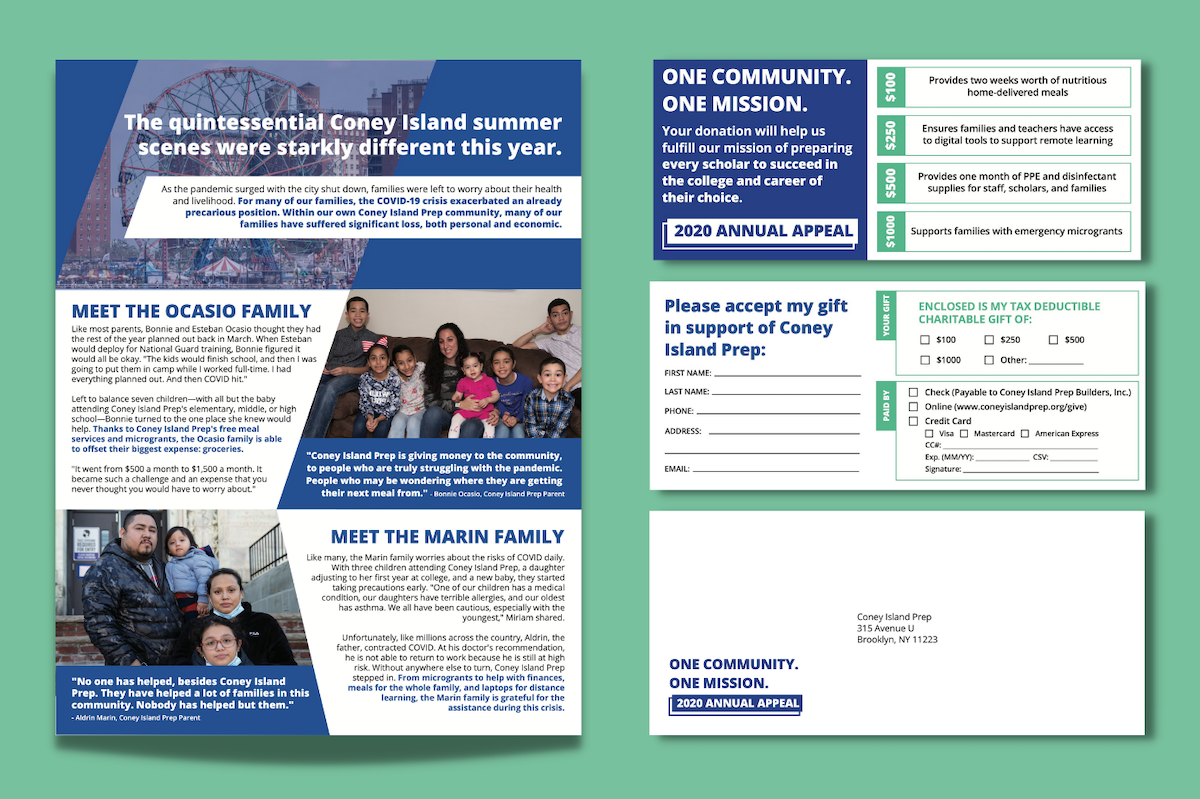 The quintessential Coney Island summer
scenes were starkly different this year.
As the pandemic surged with the city shut down, families were left to worry about their health
and livelihood. For many of our families, the COVID-19 crisis exacerbated an already
precarious position. Within our own Coney Island Prep community, many of our
families have suffered significant loss, both personal and economic.
MEET THE OCASIO FAMILY
Like most parents, Bonnie and Esteban Ocasio thought they had
the rest of the year planned out back in March. When Esteban
would deploy for National Guard training, Bonnie figured it
would all be okay. "The kids would finish school, and then I was
going to put them in camp while I worked full-time. I had
everything planned out. And then COVID hit."
Left to balance seven children—with all but the baby
attending Coney Island Prep's elementary, middle, or high
school—Bonnie turned to the one place she knew would
help. Thanks to Coney Island Prep's free meal
services and microgrants, the Ocasio family is able
to offset their biggest expense: groceries.
"It went from $500 a month to $1,500 a month. It
became such a challenge and an expense that you
never thought you would have to worry about."
"Coney Island Prep is giving money to the community,
to people who are truly struggling with the pandemic.
People who may be wondering where they are getting
their next meal from." - Bonnie Ocasio, Coney Island Prep Parent
MEET THE MARIN FAMILY
Like many, the Marin family worries about the risks of COVID daily.
With three children attending Coney Island Prep, a daughter
adjusting to her first year at college, and a new baby, they started
taking precautions early. "One of our children has a medical
condition, our daughters have terrible allergies, and our oldest
has asthma. We all have been cautious, especially with the
youngest," Miriam shared.
Unfortunately, like millions across the country, Aldrin, the
father, contracted COVID. At his doctor's recommendation,
he is not able to return to work because he is still at high
risk. Without anywhere else to turn, Coney Island Prep
stepped in. From microgrants to help with finances,
meals for the whole family, and laptops for distance
learning, the Marin family is grateful for the
assistance during this crisis.
"No one has helped, besides Coney Island
Prep. They have helped a lot of families in this
community. Nobody has helped but them."
- Aldrin Marin, Coney Island Prep Parent
ONE COMMUNITY.
ONE MISSION.
Your donation will help us
fulfill our mission of preparing
every scholar to succeed in
the college and career of
their choice.
2020 ANNUAL APPEAL
$100
Provides two weeks worth of nutritious
home-delivered meals
$250
Ensures families and teachers have access
to digital tools to support remote learning
$500
Provides one month of PPE and disinfectant
supplies for staff, scholars, and families
$1000
Supports families with emergency microgrants
Please accept my gift
in support of Coney
Island Prep:
FIRST NAME:
LAST NAME:
PHONE:
ADDRESS:
EMAIL:
YOUR GIFT
ENCLOSED IS MY TAX DEDUCTIBLE
CHARITABLE GIFT OF:
$100 $250 $500
$1000 Other:
PAID BY
Check (Payable to Coney Island Prep Builders, Inc.)
Online (www.coneyislandprep.org/give)
Credit Card
Visa Mastercard American Express
CC#:
Exp. (MM/YY): CSV:
Signature:
Coney Island Prep
315 Avenue U
Brooklyn, NY 11223
ONE COMMUNITY.
ONE MISSION.
2020 ANNUAL APPEAL